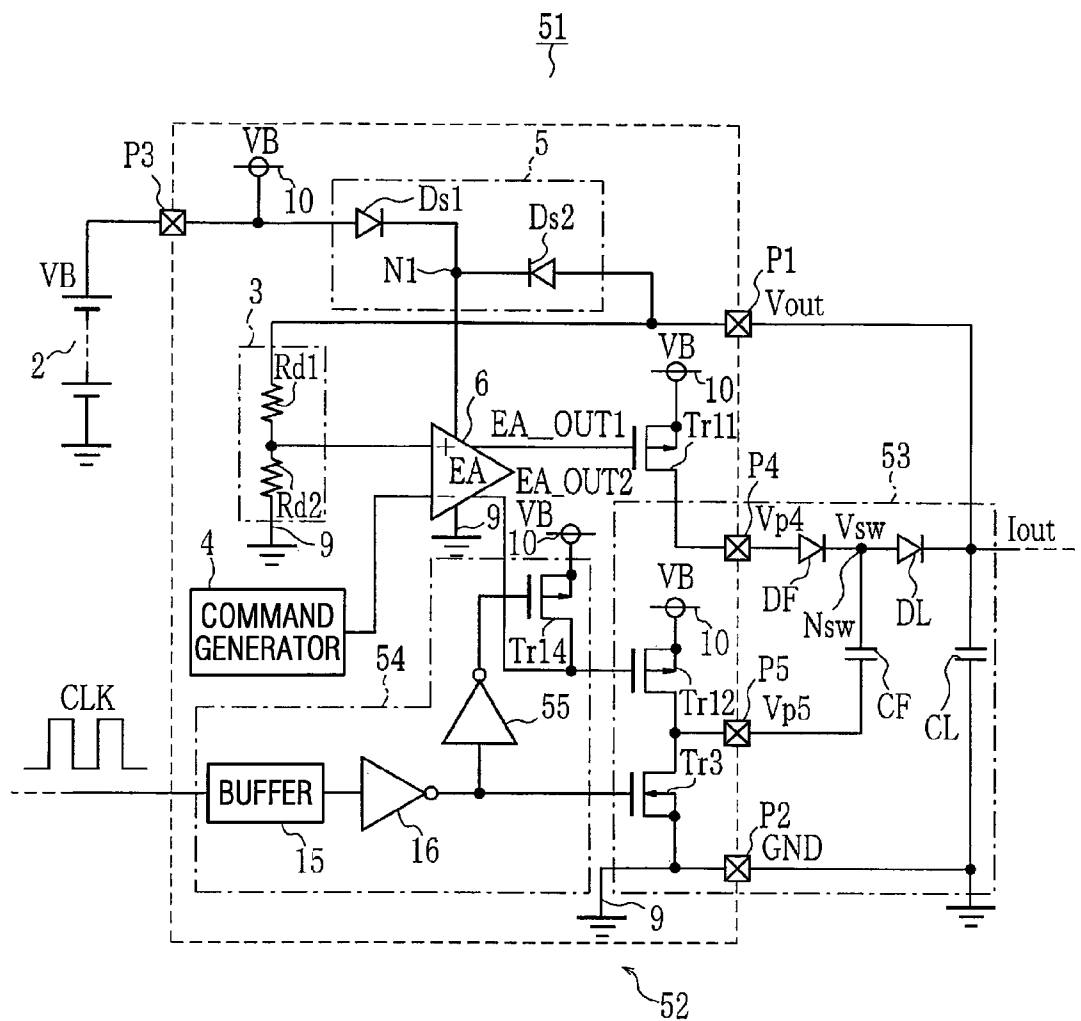 51
P3
VB
10
5
Ds1
Ds2
N1
P1
Vout
VB
2
3
Rd1
Rd2
9
VB
10
6
EA_OUT1
Tr11
+
EA
−
EA_OUT2
9
P4
Vp4
53
Vsw
Iout
DF
Nsw
DL
VB
10
4
COMMAND
GENERATOR
Tr14
VB
10
54
Tr12
P5
Vp5
CF
CL
CLK
55
BUFFER
15
16
Tr3
P2
GND
9
52